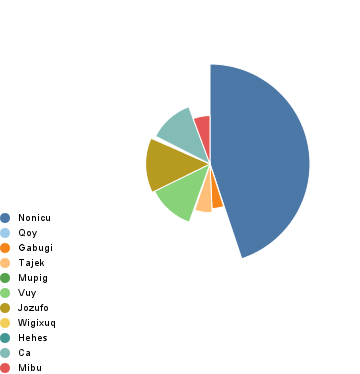 Nonicu
Qoy
Gabugi
Tajek
Mupig
Vuy
Jozufo
Wigixuq
Hehes
Ca
Mibu